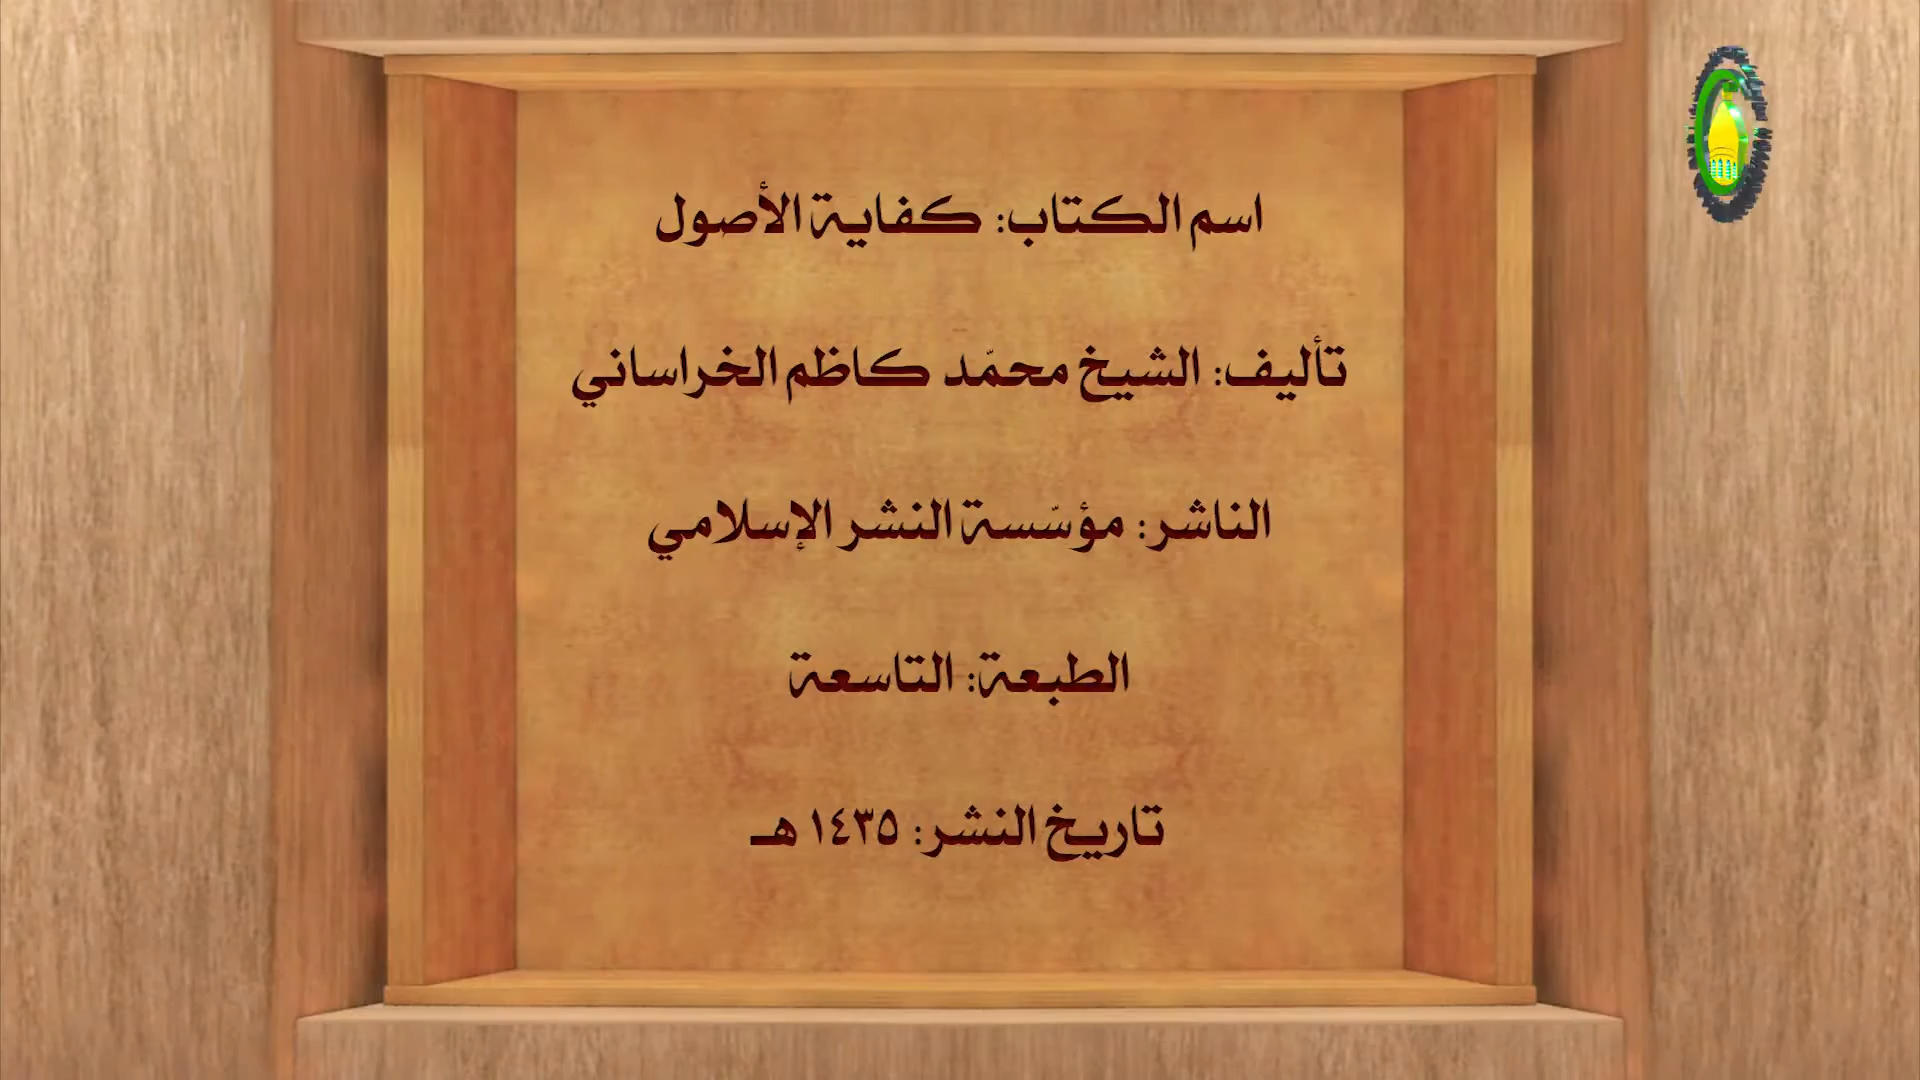 اسم الكتاب: كفاية الأصول
تأليف: الشيخ محمّد كاظم الخراساني
الناشر: مؤسّسة النشر الإسلامي
الطبعة: التاسعة
تاريخ النشر: ١٤٣٥ هـ